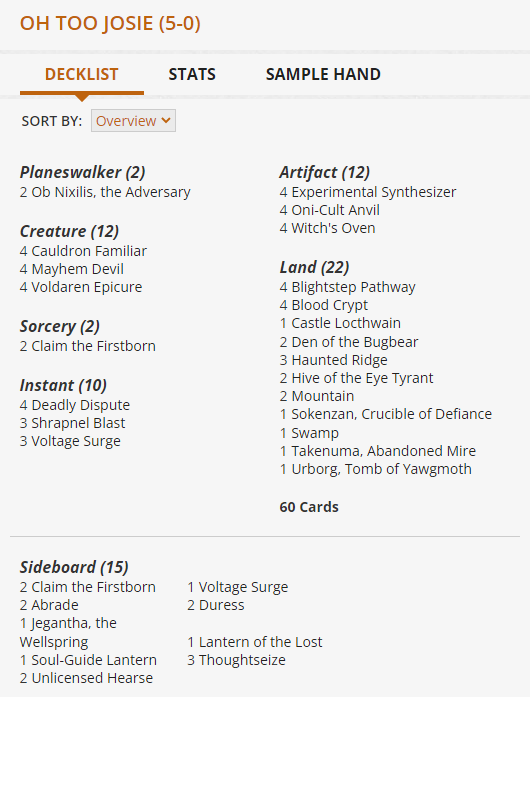 OH TOO JOSIE (5-0)
DECKLIST
STATS
SAMPLE HAND
SORT BY: Overview
Planeswalker (2)
2 Ob Nixilis, the Adversary
Creature (12)
4 Cauldron Familiar
4 Mayhem Devil
4 Voldaren Epicure
Sorcery (2)
2 Claim the Firstborn
Instant (10)
4 Deadly Dispute
3 Shrapnel Blast
3 Voltage Surge
Artifact (12)
4 Experimental Synthesizer
4 Oni-Cult Anvil
4 Witch's Oven
Land (22)
4 Blightstep Pathway
4 Blood Crypt
1 Castle Locthwain
2 Den of the Bugbear
3 Haunted Ridge
2 Hive of the Eye Tyrant
2 Mountain
1 Sokenzan, Crucible of Defiance
1 Swamp
1 Takenuma, Abandoned Mire
1 Urborg, Tomb of Yawgmoth
60 Cards
Sideboard (15)
2 Claim the Firstborn
2 Abrade
1 Jegantha, the
Wellspring
1 Soul-Guide Lantern
2 Unlicensed Hearse
1 Voltage Surge
2 Duress
1 Lantern of the Lost
3 Thoughtseize